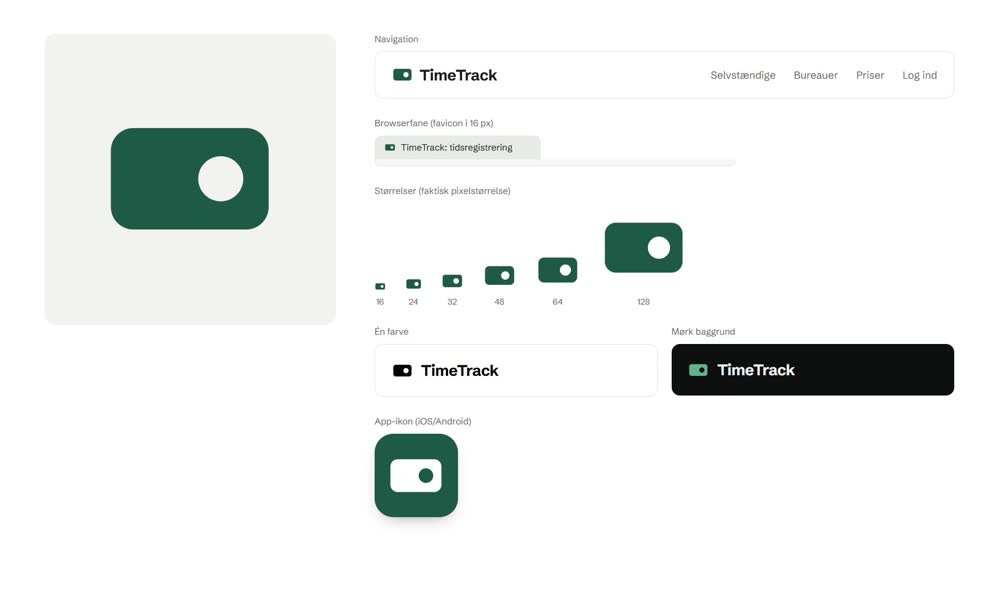 Navigation
TimeTrack
Selvstændige Bureauer Priser Log ind
Browserfane (favicon i 16 px)
TimeTrack: tidsregistrering
Størrelser (faktisk pixelstørrelse)
16 24 32 48 64 128
Én farve
TimeTrack
Mørk baggrund
TimeTrack
App-ikon (iOS/Android)